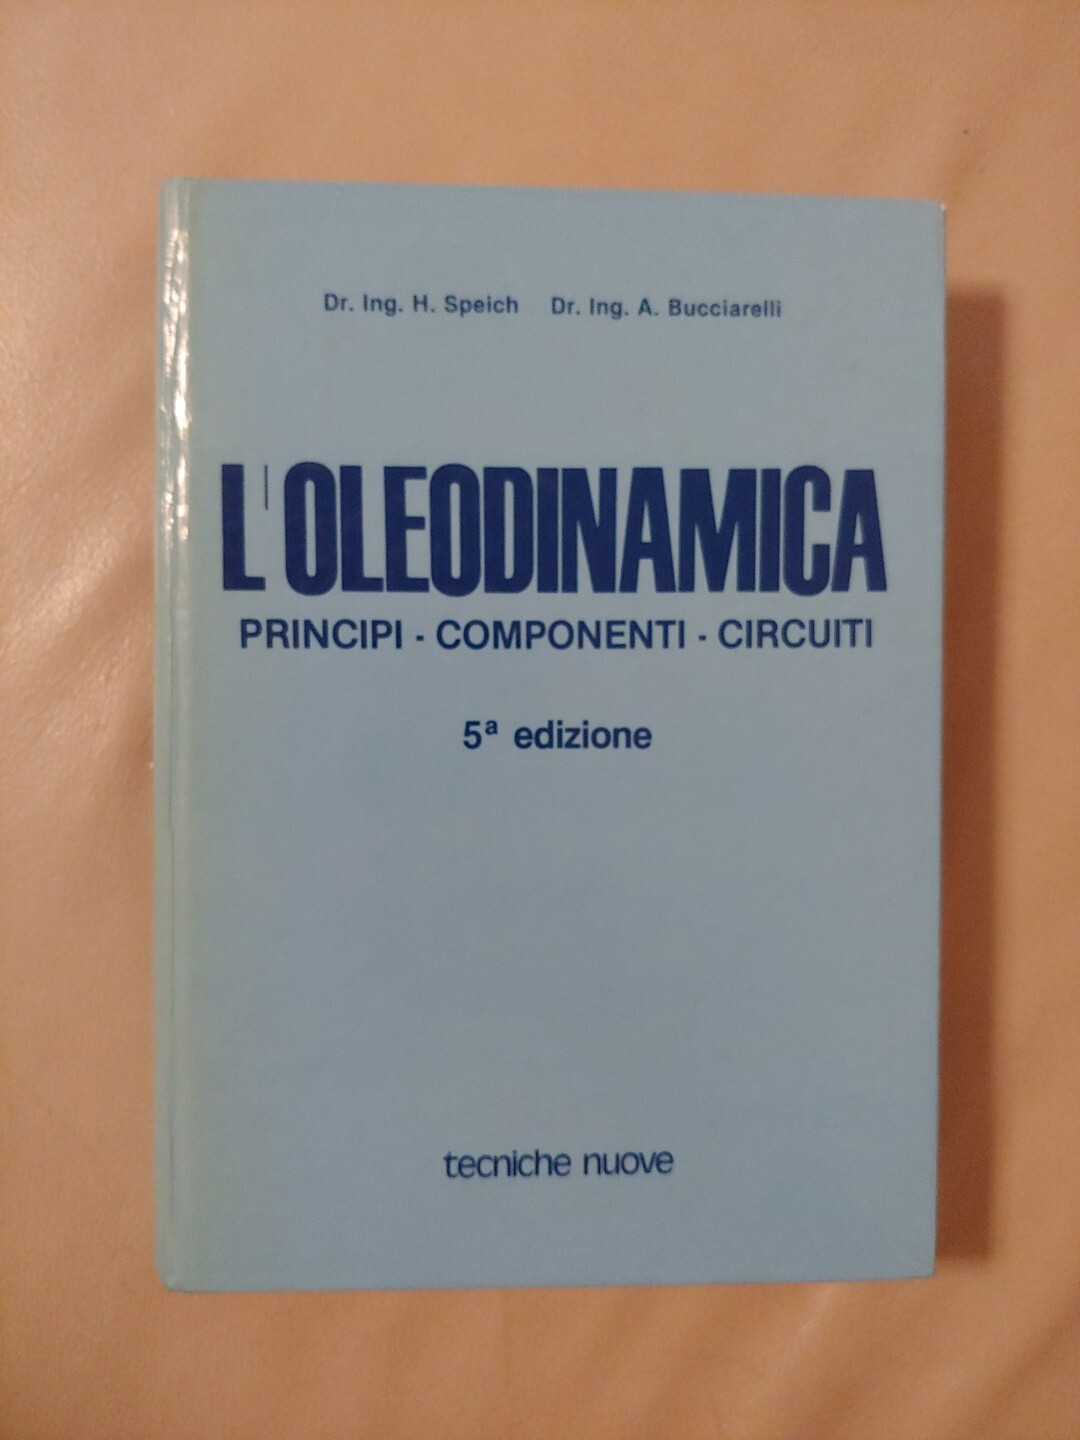 Dr. Ing. H. Speich Dr. Ing. A. Bucciarelli
L'OLEODINAMICA
PRINCIPI - COMPONENTI - CIRCUITI
5ª edizione
tecniche nuove